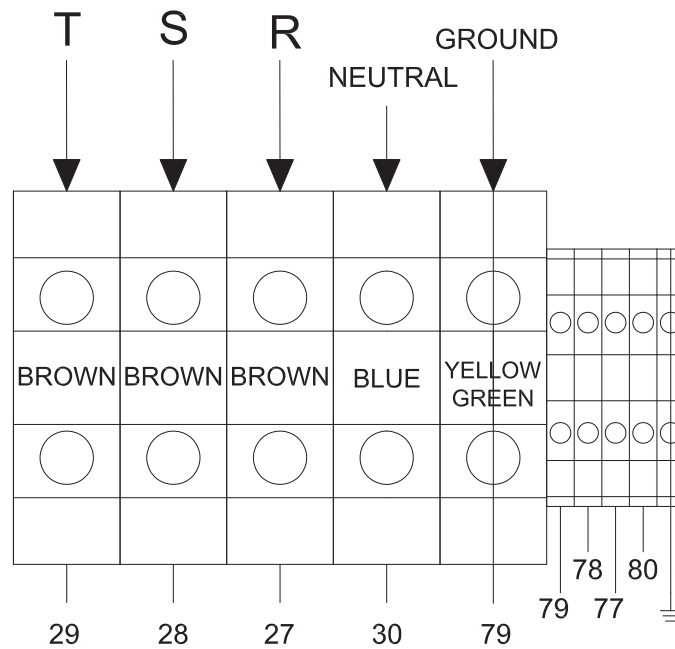 T S R GROUND
NEUTRAL
BROWN BROWN BROWN BLUE YELLOW
GREEN
78 80
79 77
29 28 27 30 79